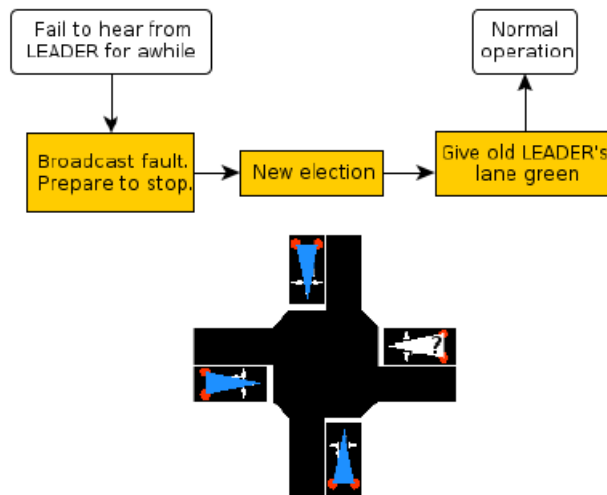 Fail to hear from
LEADER for awhile
Normal
operation
Broadcast fault.
Prepare to stop.
New election
Give old LEADER's
lane green
?